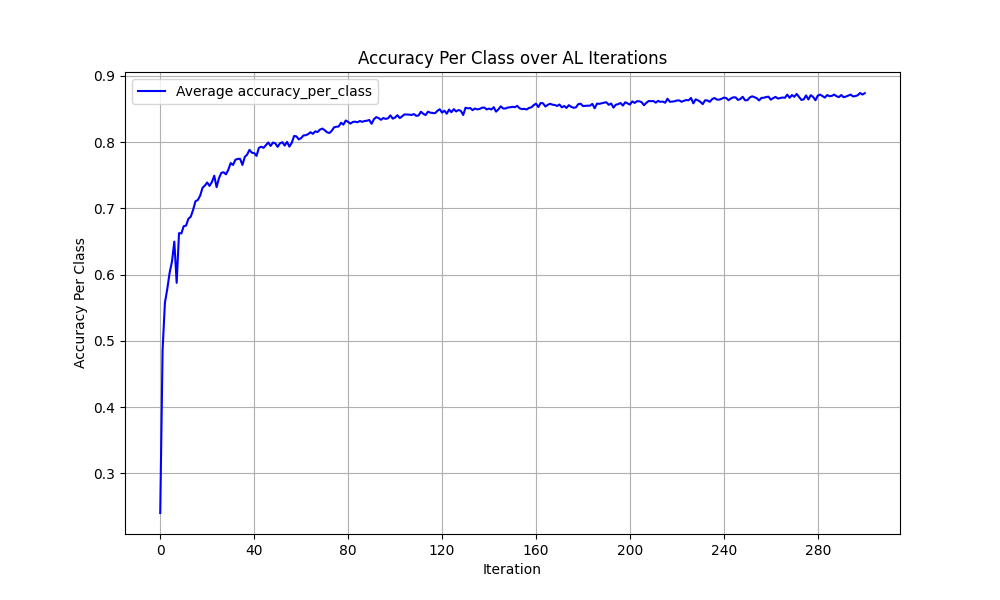 Accuracy Per Class over AL Iterations
Average accuracy_per_class
Accuracy Per Class
0.9
0.8
0.7
0.6
0.5
0.4
0.3
0 40 80 120 160 200 240 280
Iteration